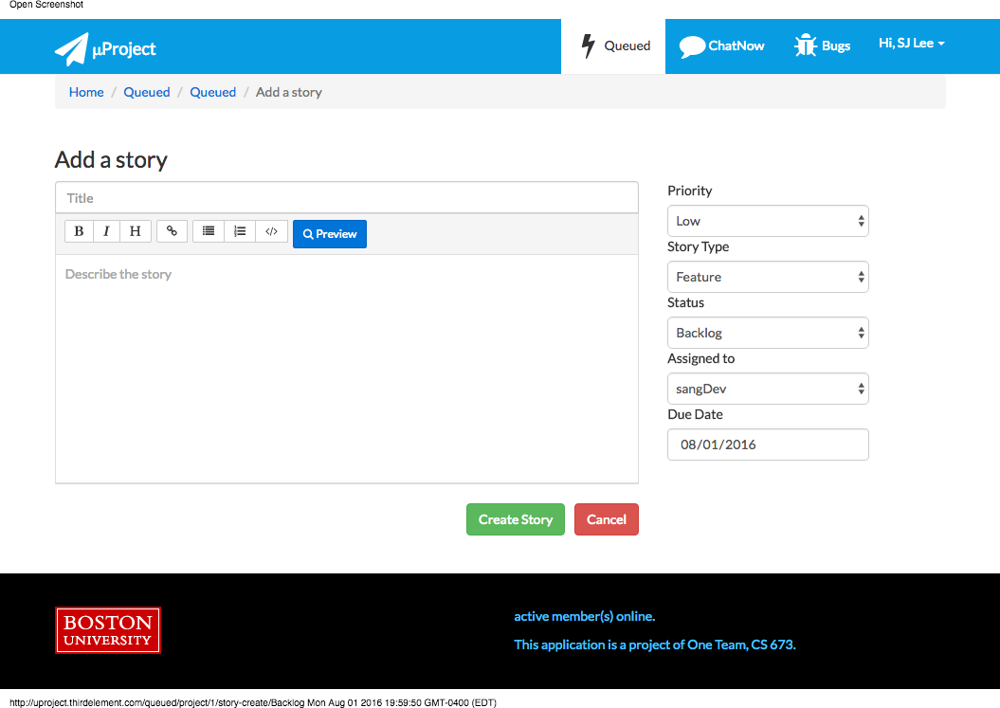 Open Screenshot
µProject
Queued
ChatNow
Bugs
Hi, SJ Lee
Home / Queued / Queued / Add a story
Add a story
Title
B I H </> Preview
Describe the story
Priority
Low
Story Type
Feature
Status
Backlog
Assigned to
sangDev
Due Date
08/01/2016
Create Story Cancel
BOSTON
UNIVERSITY
active member(s) online.
This application is a project of One Team, CS 673.
http://uproject.thirdelement.com/queued/project/1/story-create/Backlog Mon Aug 01 2016 19:59:50 GMT-0400 (EDT)